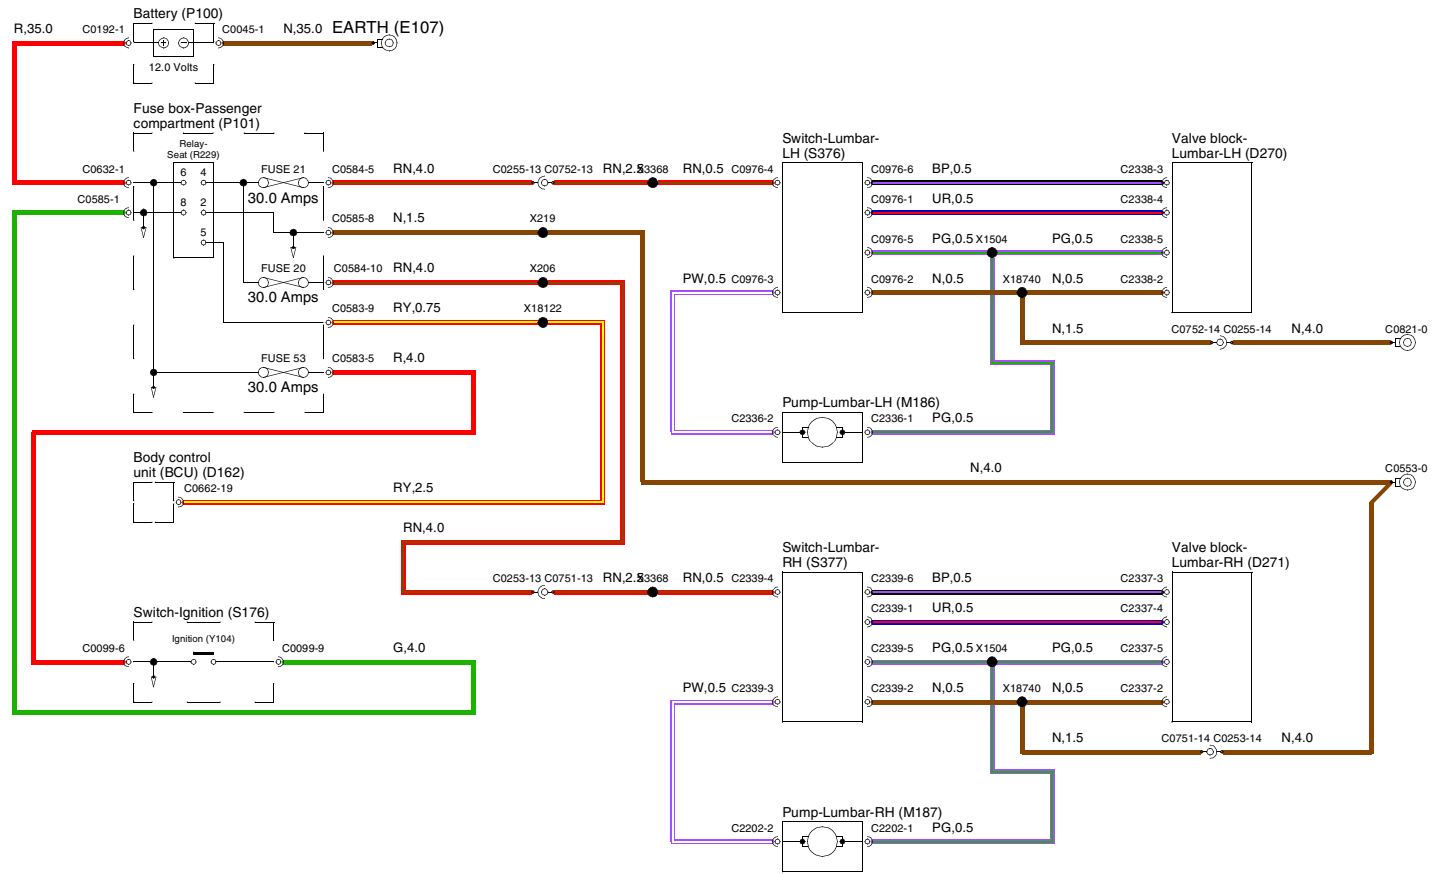 Battery (P100)
R,35.0 C0192-1 C0045-1 N,35.0 EARTH (E107)
12.0 Volts
Fuse box-Passenger
compartment (P101)
Relay-
Seat (R229)
Switch-Lumbar-
LH (S376)
Valve block-
Lumbar-LH (D270)
C0632-1 6 4 FUSE 21 C0584-5 RN,4.0 C0255-13 C0752-13 RN,2.5 RN,0.5 C0976-4 C0976-6 BP,0.5 C2338-3
30.0 Amps
C0585-1 8 2 C0976-1 UR,0.5 C2338-4
C0585-8 N,1.5 X219
5 C0976-5 PG,0.5 X1504 PG,0.5 C2338-5
FUSE 20 C0584-10 RN,4.0 X206 PW,0.5 C0976-3 C0976-2 N,0.5 X18740 N,0.5 C2338-2
30.0 Amps
C0583-9 RY,0.75 X18122
N,1.5 C0752-14 C0255-14 N,4.0 C0821-0
FUSE 53 C0583-5 R,4.0
30.0 Amps
Pump-Lumbar-LH (M186)
C2336-2 C2336-1 PG,0.5
Body control
unit (BCU) (D162)
N,4.0 C0553-0
C0662-19 RY,2.5
RN,4.0
Switch-Lumbar-
RH (S377)
Valve block-
Lumbar-RH (D271)
C0253-13 C0751-13 RN,2.5 RN,0.5 C2339-4 C2339-6 BP,0.5 C2337-3
Switch-Ignition (S176)
C2339-1 UR,0.5 C2337-4
Ignition (Y104)
C0099-6 C0099-9 G,4.0 C2339-5 PG,0.5 X1504 PG,0.5 C2337-5
PW,0.5 C2339-3 C2339-2 N,0.5 X18740 N,0.5 C2337-2
N,1.5 C0751-14 C0253-14 N,4.0
Pump-Lumbar-RH (M187)
C2202-2 C2202-1 PG,0.5